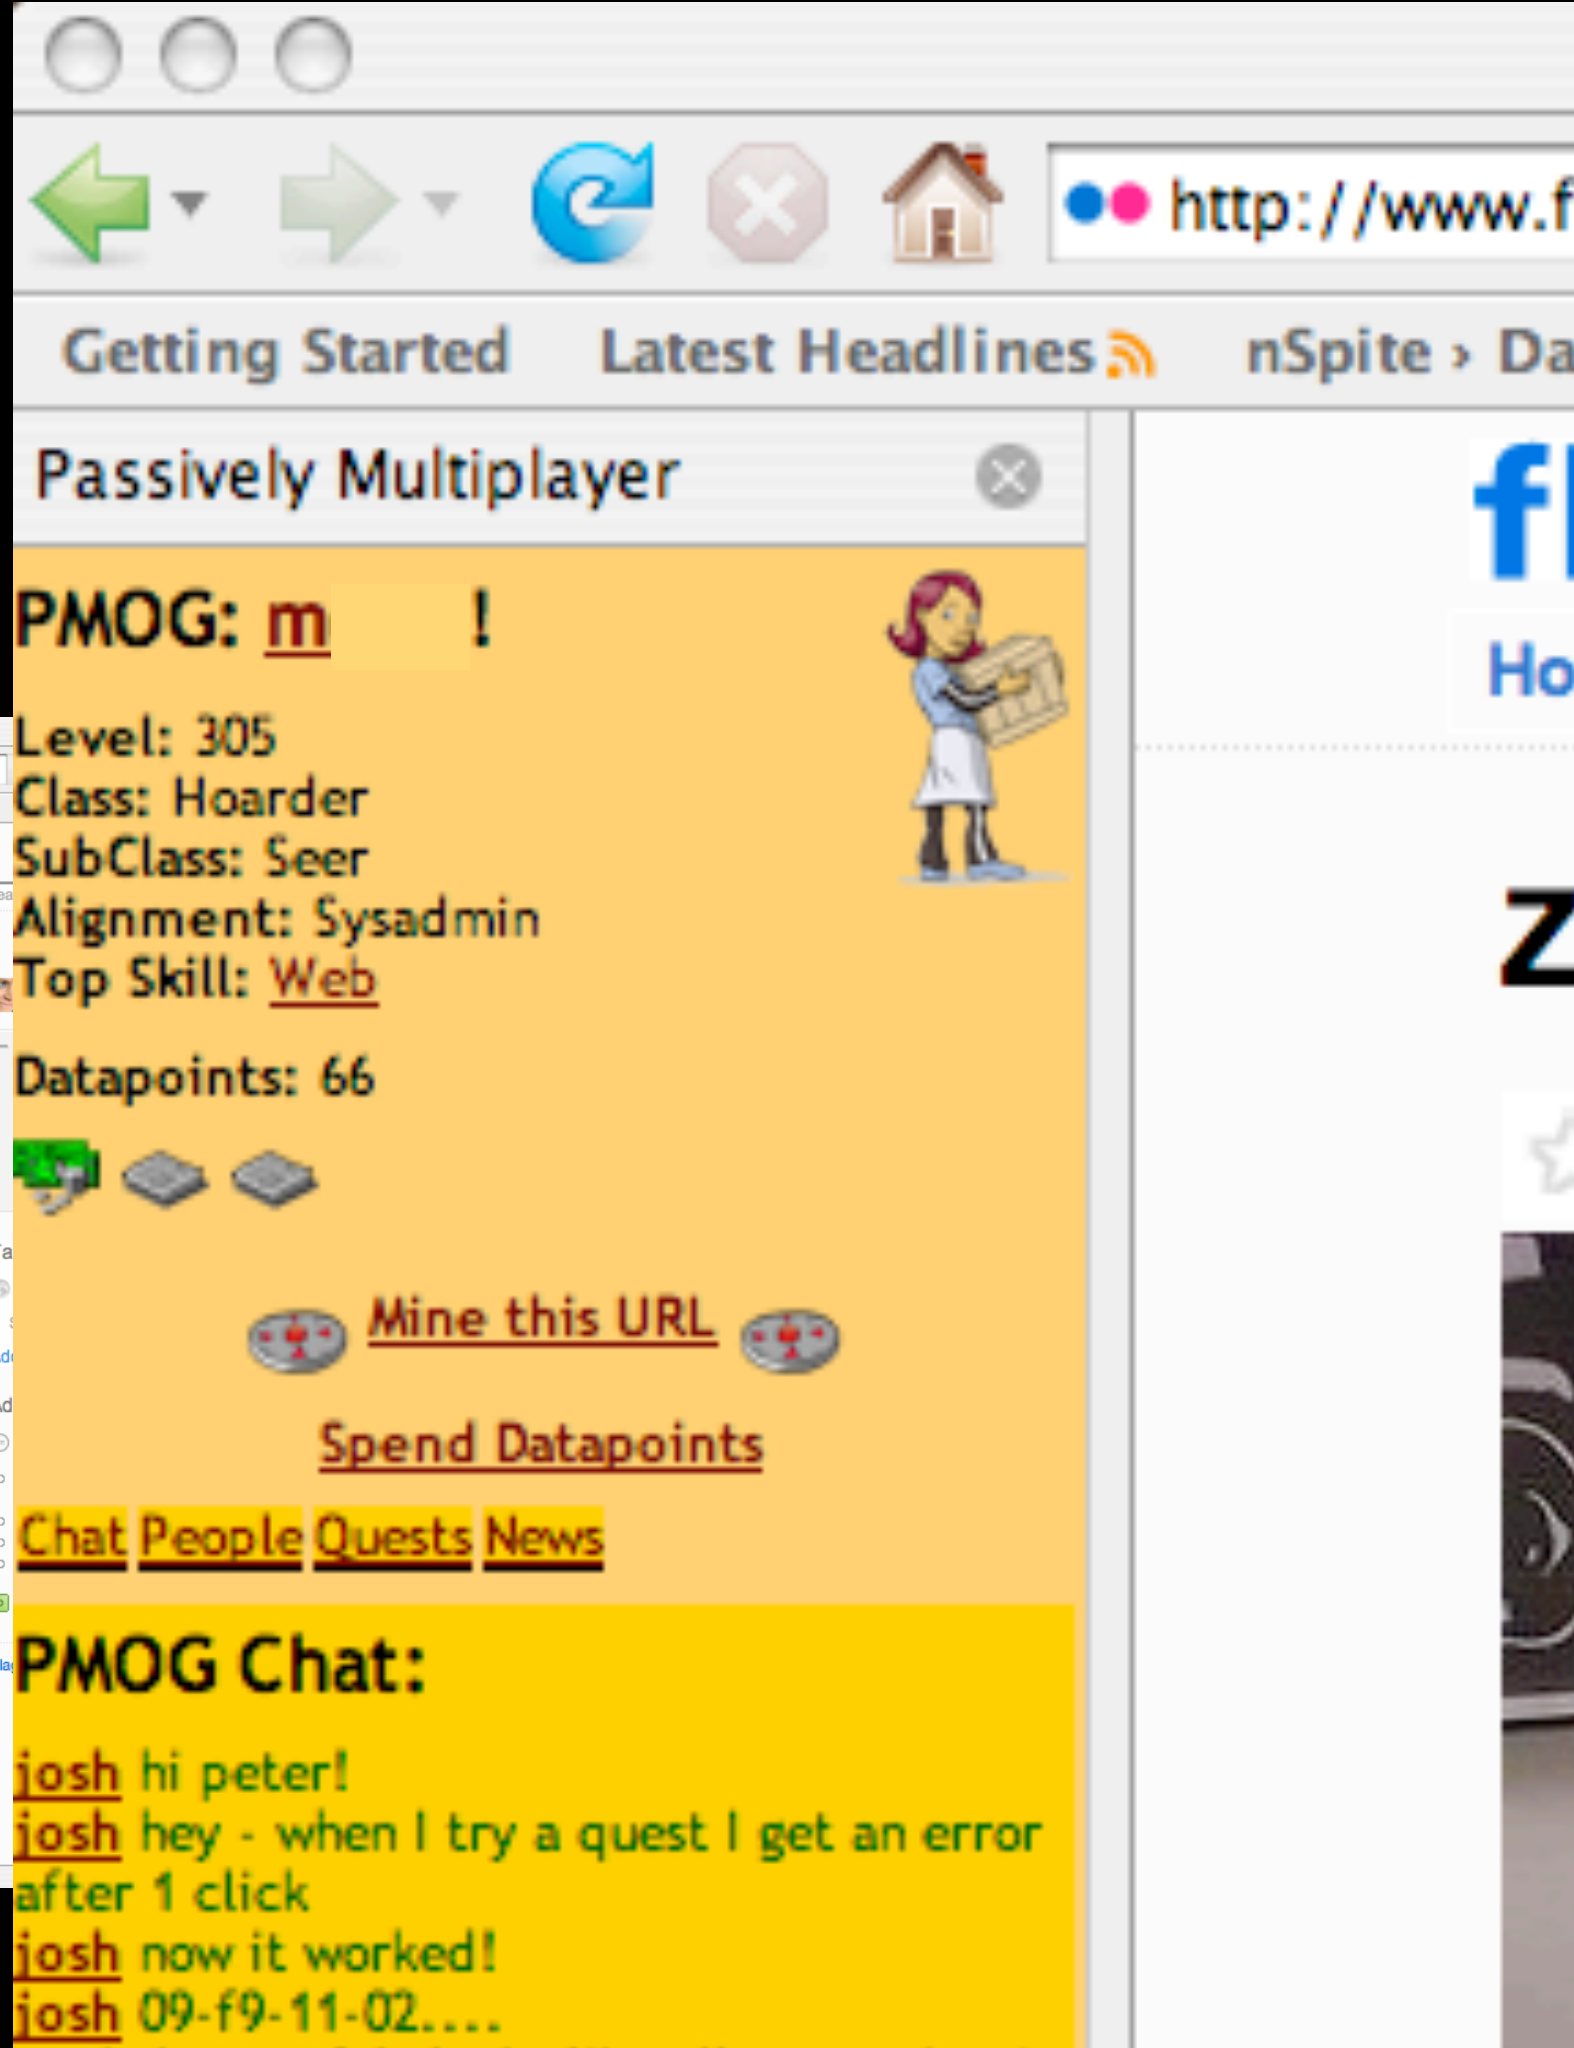 http://www.f
Getting Started Latest Headlines nSpite › Da
Passively Multiplayer
fl
PMOG: m !
Ho
Level: 305
Class: Hoarder
SubClass: Seer
Alignment: Sysadmin
Z
Top Skill: Web
Datapoints: 66
Mine this URL
Spend Datapoints
Chat People Quests News
PMOG Chat:
josh hi peter!
josh hey - when I try a quest I get an error
after 1 click
josh now it worked!
josh 09-f9-11-02....